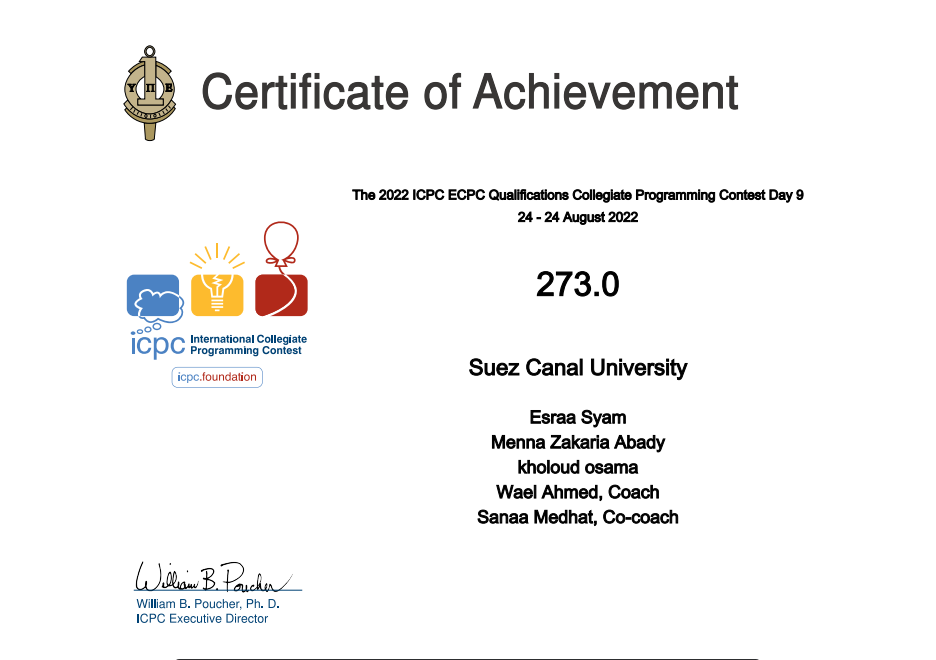 Υ Π Ε
Certificate of Achievement
The 2022 ICPC ECPC Qualifications Collegiate Programming Contest Day 9
24 - 24 August 2022
273.0
icpc International Collegiate
Programming Contest
icpc.foundation
Suez Canal University
Esraa Syam
Menna Zakaria Abady
kholoud osama
Wael Ahmed, Coach
Sanaa Medhat, Co-coach
William B. Poucher
William B. Poucher, Ph. D.
ICPC Executive Director